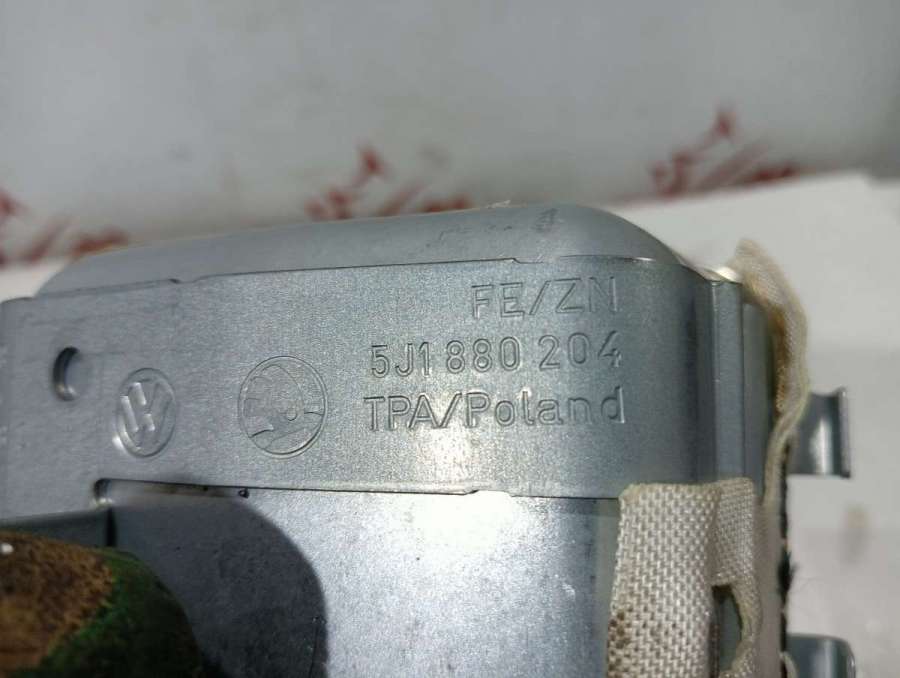 FE/ZN
5J1 880 204
TPA/Poland